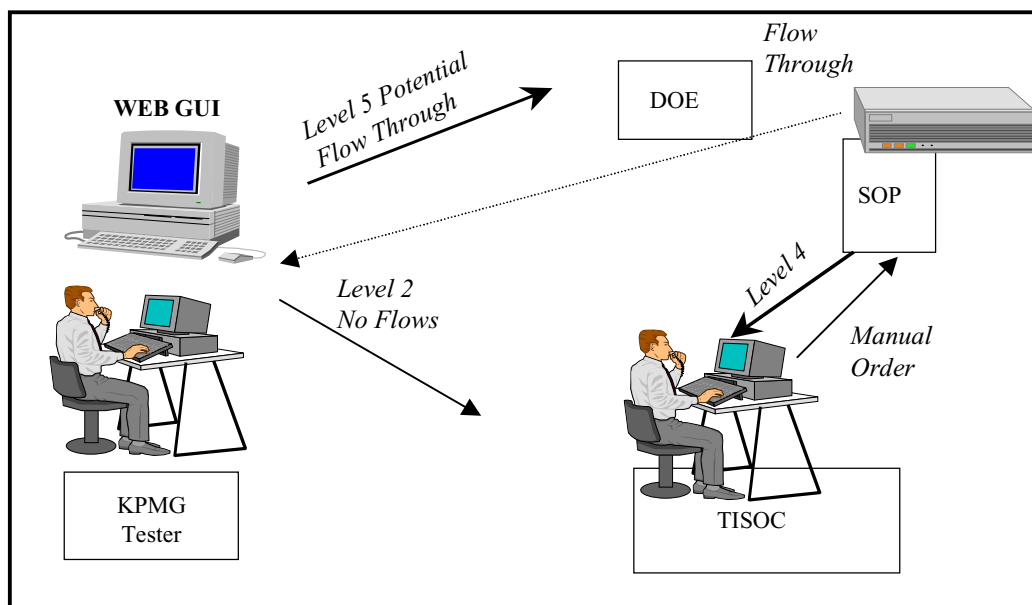 Flow
Through
WEB GUI
Level 5 Potential
Flow Through
DOE
SOP
Level 2
No Flows
Level 4
Manual
Order
KPMG
Tester
TISOC